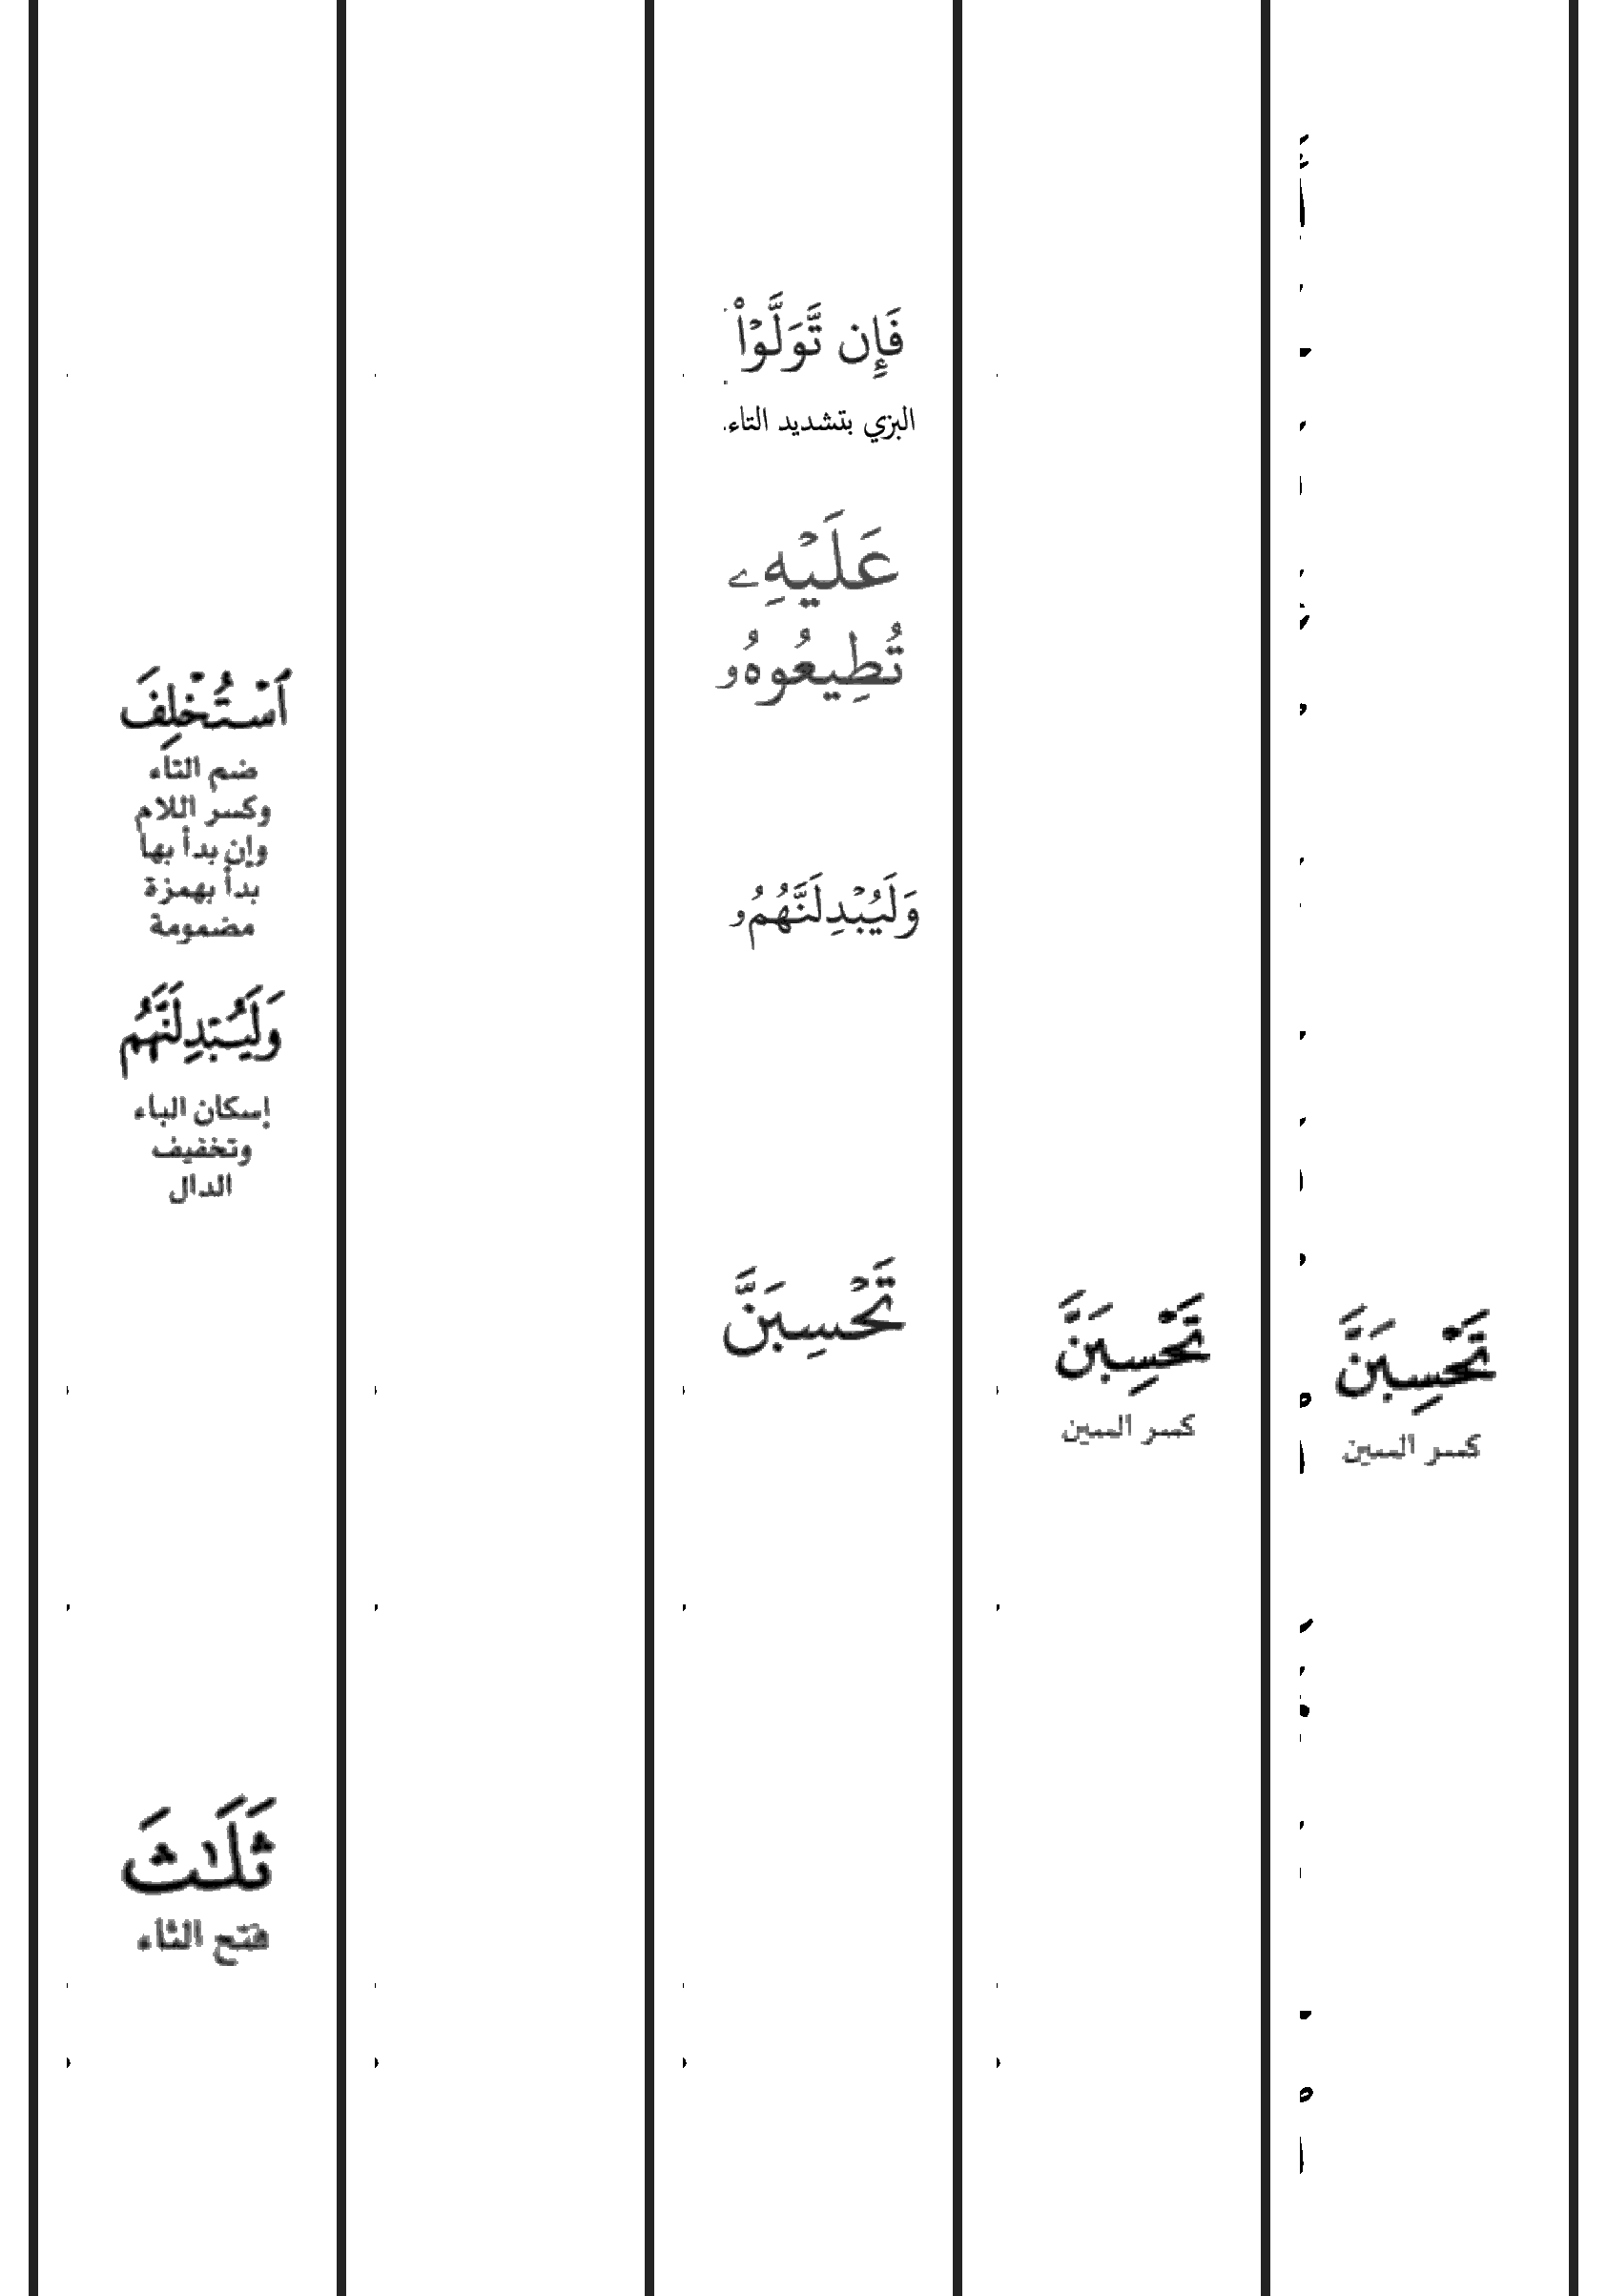 تَحْسِبَنَّ
كسر السين
تَحْسِبَنَّ
كسر السين
فَإِن تَّوَلَّوْاْ
البزي بتشديد التاء.
عَلَيْهِۦ
تُطِيعُوهُۥ
وَلَيُبْدِلَنَّهُمُۥ
تَحْسِبَنَّ
ٱسْتُخْلِفَ
ضم التاء
وكسر اللام
وإن بدأ بها
بدأ بهمزة
مضمومة
وَلَيُبْدِلَنَّهُم
إسكان الباء
وتخفيف
الدال
ثَلَـٰثَ
فتح الثاء